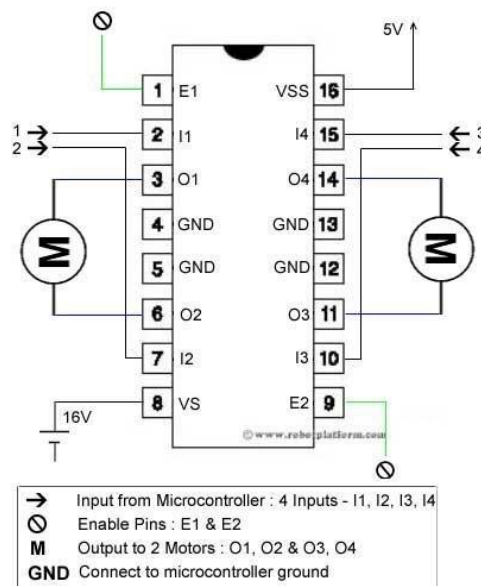 5V
1 E1 VSS 16
1 2 I1 I4 15 3
2 4
3 O1 O4 14
4 GND GND 13
M M
5 GND GND 12
6 O2 O3 11
7 I2 I3 10
8 VS E2 9
16V
© www.robotplatform.com
Input from Microcontroller : 4 Inputs - I1, I2, I3, I4
Enable Pins : E1 & E2
M Output to 2 Motors : O1, O2 & O3, O4
GND Connect to microcontroller ground